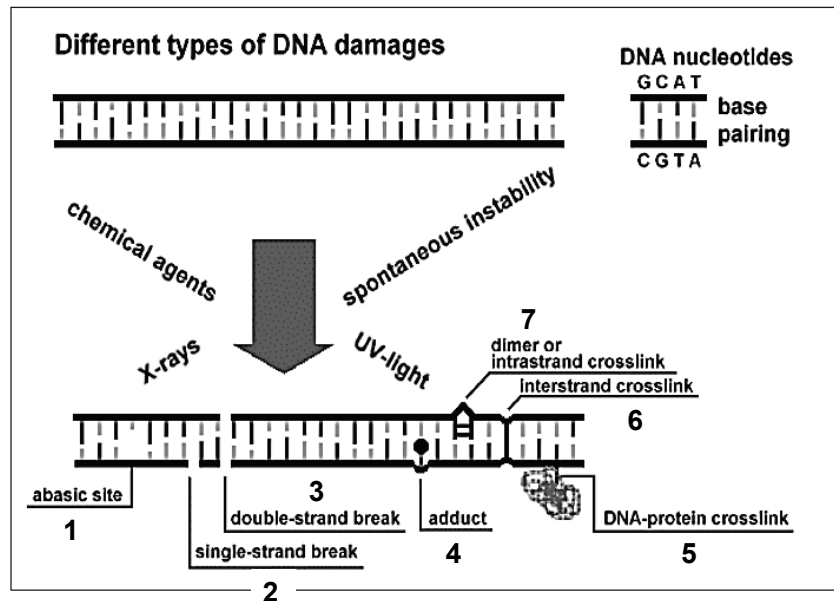 Different types of DNA damages
DNA nucleotides
G C A T
base
pairing
C G T A
chemical agents
spontaneous instability
X-rays
UV-light
7
dimer or
intrastrand crosslink
interstrand crosslink
6
abasic site
1
3
double-strand break
adduct
4
DNA-protein crosslink
5
single-strand break
2